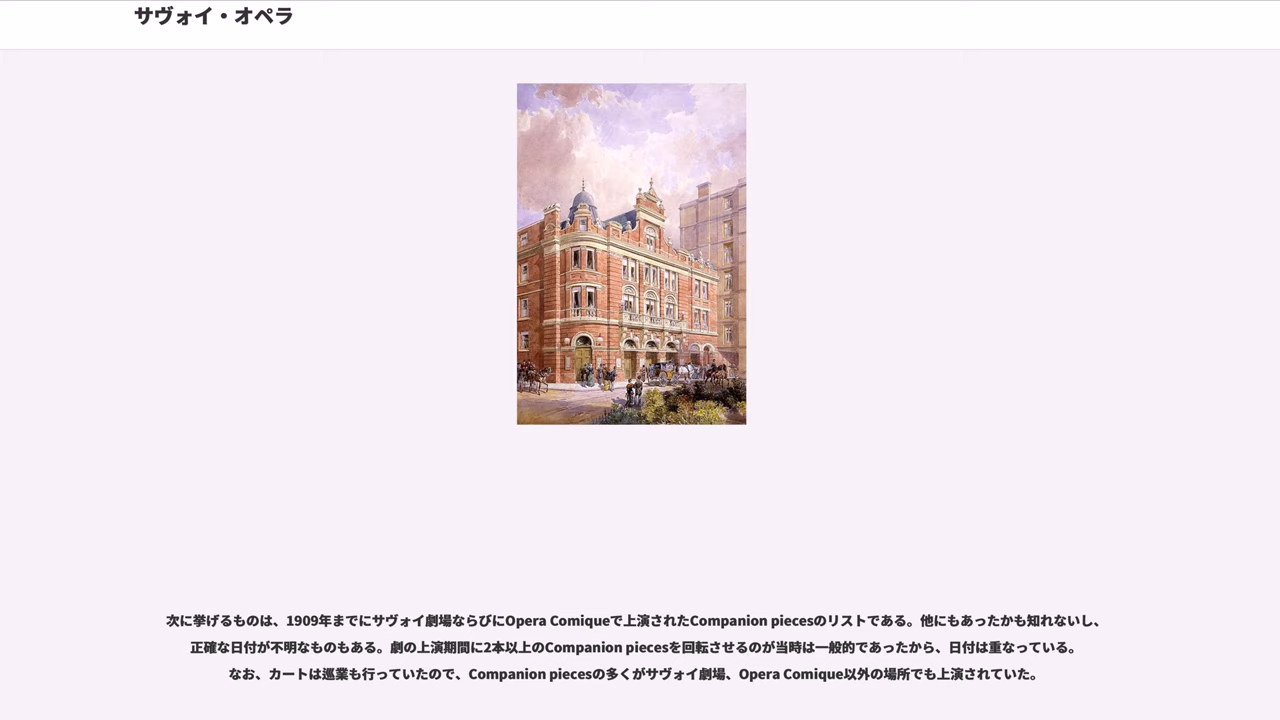 サヴォイ・オペラ
次に挙げるものは、1909年までにサヴォイ劇場ならびにOpera Comiqueで上演されたCompanion piecesのリストである。他にもあったかも知れないし、
正確な日付が不明なものもある。劇の上演期間に2本以上のCompanion piecesを回転させるのが当時は一般的であったから、日付は重なっている。
なお、カートは巡業も行っていたので、Companion piecesの多くがサヴォイ劇場、Opera Comique以外の場所でも上演されていた。